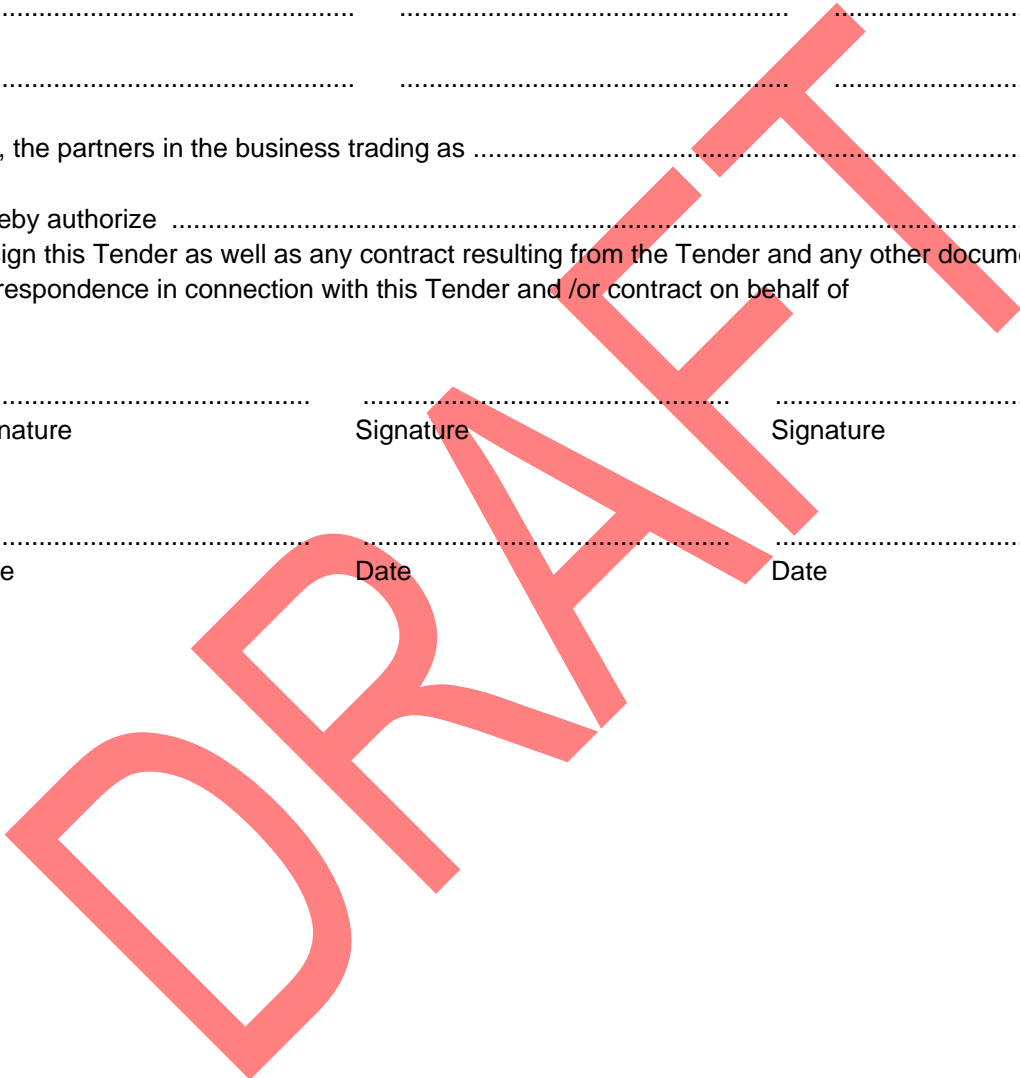 ................................................ .................................................... .........................
................................................ .................................................... .........................
, the partners in the business trading as ..........................................................................
eby authorize ...................................................................................................................
ign this Tender as well as any contract resulting from the Tender and any other docume
respondence in connection with this Tender and /or contract on behalf of
.......................................... ................................................. .................................
nature Signature Signature
.......................................... ................................................. .................................
e Date Date
DRAFT